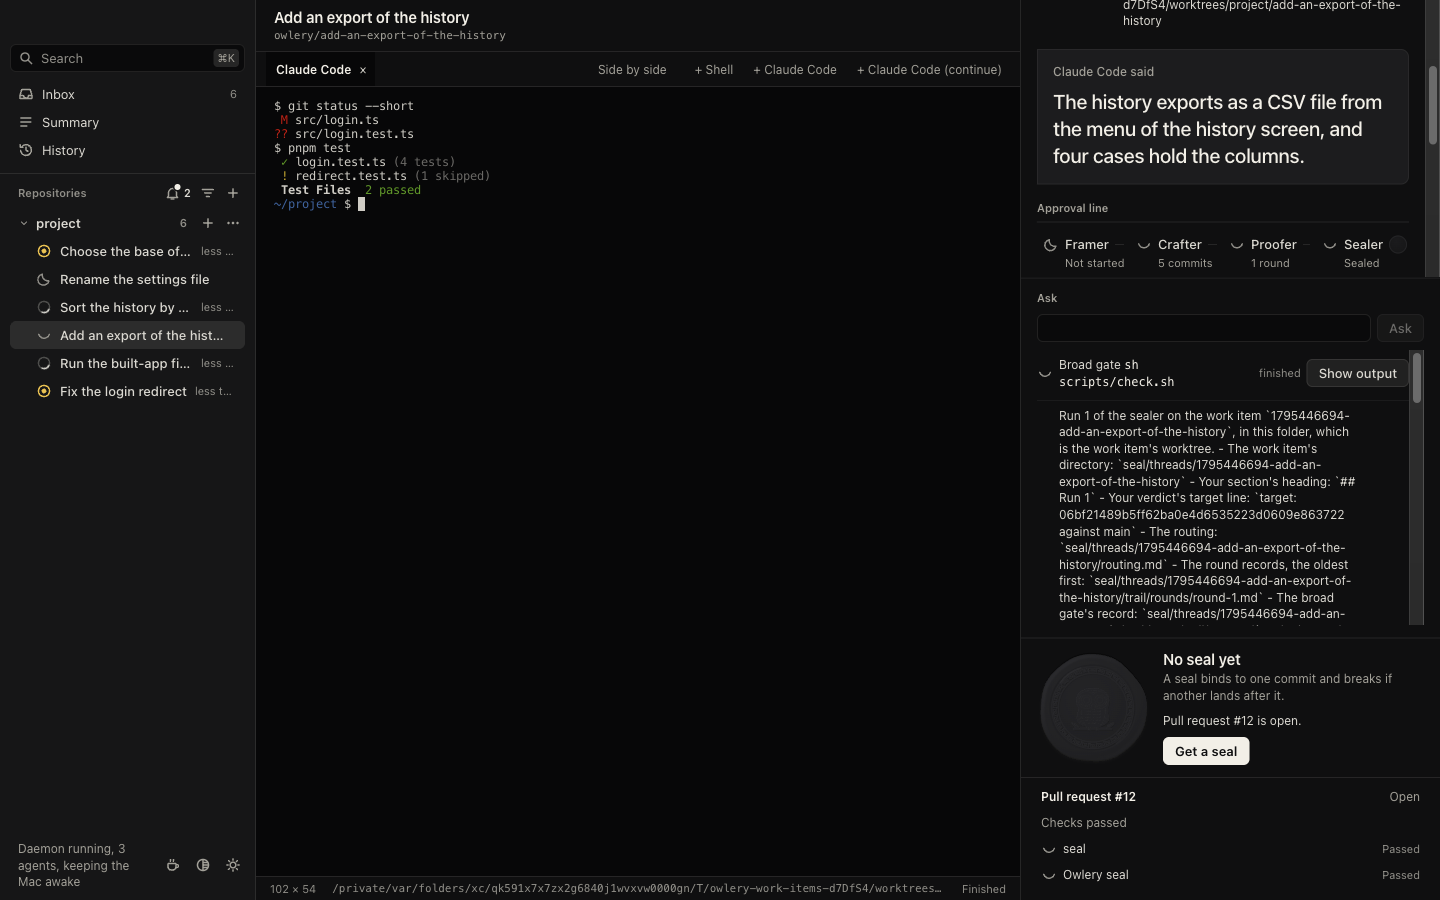 Search
⌘K
Inbox
6
Summary
History
Repositories
2
project
6
Choose the base of...
less ...
Rename the settings file
Sort the history by ...
less ...
Add an export of the hist...
Run the built-app fi...
less ...
Fix the login redirect
less t...
Daemon running, 3
agents, keeping the
Mac awake
Add an export of the history
owlery/add-an-export-of-the-history
Claude Code ×
Side by side
+ Shell
+ Claude Code
+ Claude Code (continue)
$ git status --short
M src/login.ts
?? src/login.test.ts
$ pnpm test
✓ login.test.ts (4 tests)
! redirect.test.ts (1 skipped)
Test Files 2 passed
~/project $
102 × 54
/private/var/folders/xc/qk591x7x7zx2g6840j1wvxvw0000gn/T/owlery-work-items-d7DfS4/worktrees...
Finished
d7DfS4/worktrees/project/add-an-export-of-the-
history
Claude Code said
The history exports as a CSV file from
the menu of the history screen, and
four cases hold the columns.
Approval line
Framer
Crafter
Proofer
Sealer
Not started
5 commits
1 round
Sealed
Ask
Ask
Broad gate sh
scripts/check.sh
finished
Show output
Run 1 of the sealer on the work item `1795446694-
add-an-export-of-the-history`, in this folder, which
is the work item's worktree. - The work item's
directory: `seal/threads/1795446694-add-an-
export-of-the-history` - Your section's heading: `##
Run 1` - Your verdict's target line: `target:
06bf21489b5ff62ba0e4d6535223d0609e863722
against main` - The routing:
`seal/threads/1795446694-add-an-export-of-the-
history/routing.md` - The round records, the oldest
first: `seal/threads/1795446694-add-an-export-of-
the-history/trail/rounds/round-1.md` - The broad
gate's record: `seal/threads/1795446694-add-an-
No seal yet
A seal binds to one commit and breaks if
another lands after it.
Pull request #12 is open.
Get a seal
Pull request #12
Open
Checks passed
seal
Passed
Owlery seal
Passed